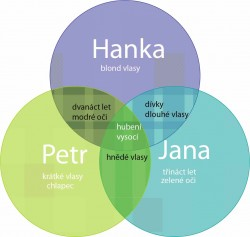 Hanka
blond vlasy
dvanáct let
modré oči
dívky
dlouhé vlasy
hubení
vysocí
Petr
krátké vlasy
chlapec
hnědé vlasy
Jana
třináct let
zelené oči